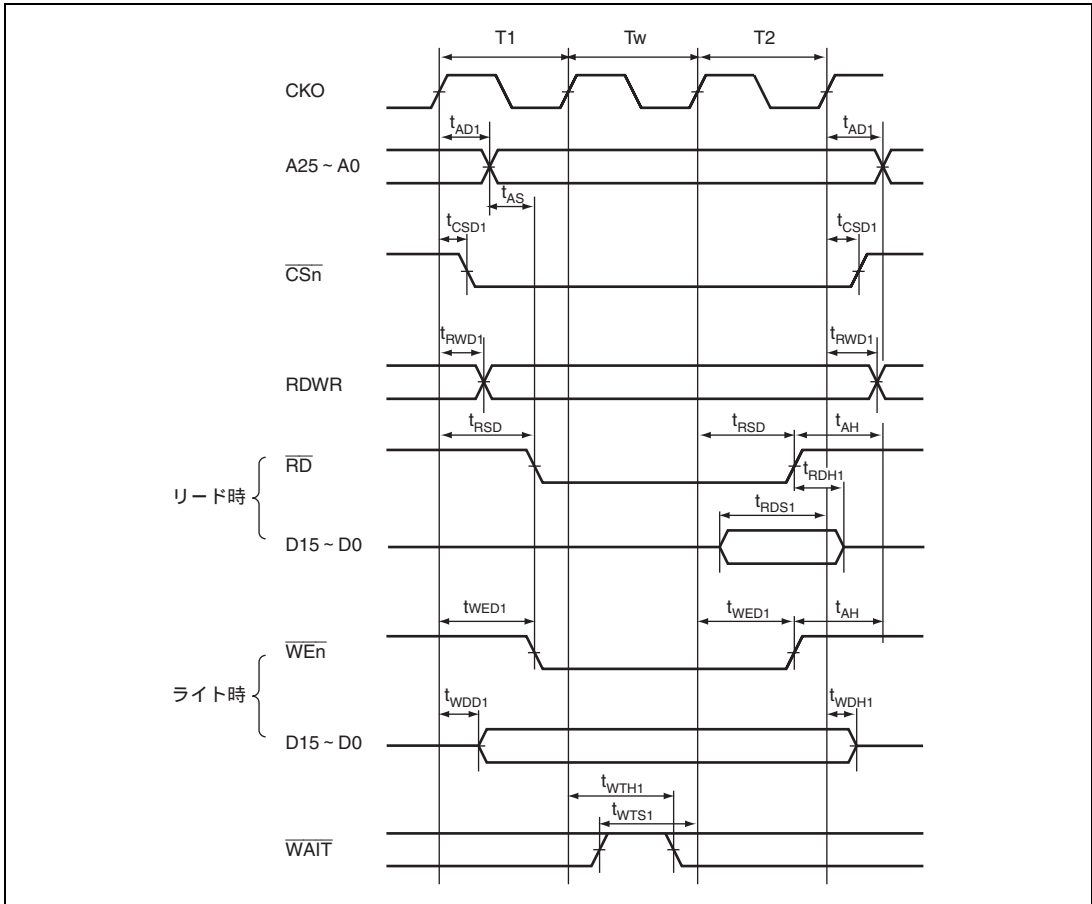 T1 Tw T2
CKO
tAD1 tAD1
A25 ~ A0
tAS
tCSD1 tCSD1
CSn
tRWD1 tRWD1
RDWR
tRSD tRSD tAH
RD
tRDH1
リード時
tRDS1
D15 ~ D0
tWED1 tWED1 tAH
WEn
ライト時
tWDD1 tWDH1
D15 ~ D0
tWTH1
tWTS1
WAIT